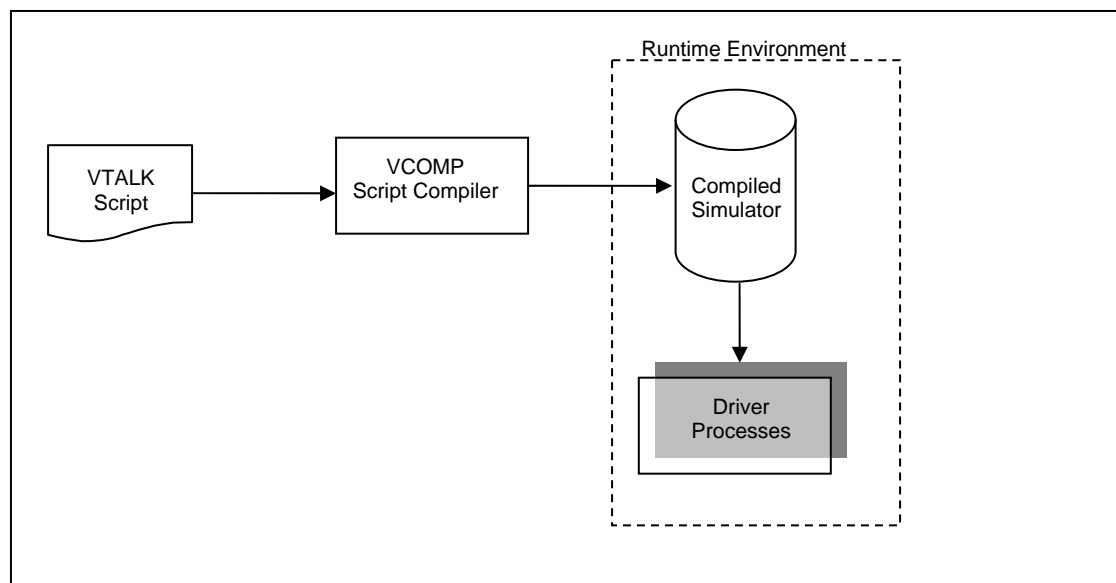 Runtime Environment
VTALK
Script
VCOMP
Script Compiler
Compiled
Simulator
Driver
Processes